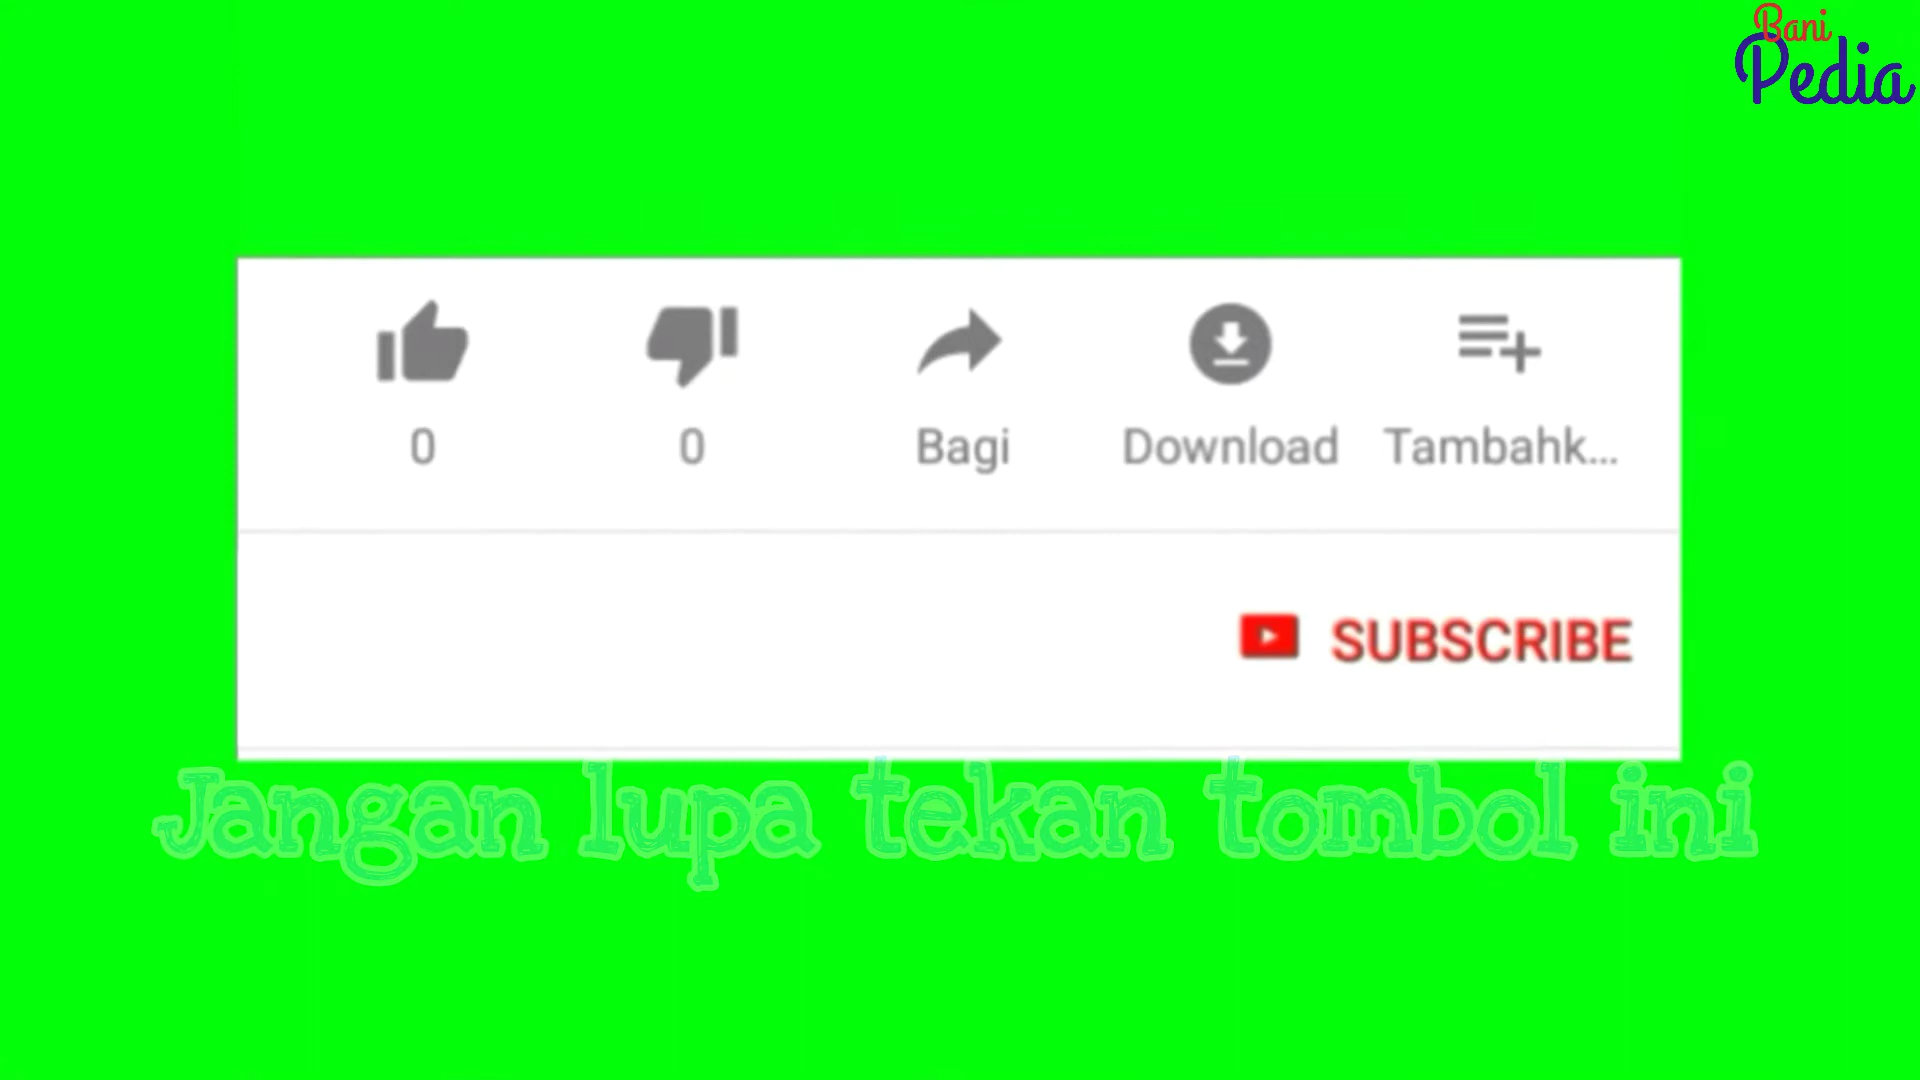 Bani
Pedia
0 0 Bagi Download Tambahk...
SUBSCRIBE
Jangan lupa tekan tombol ini